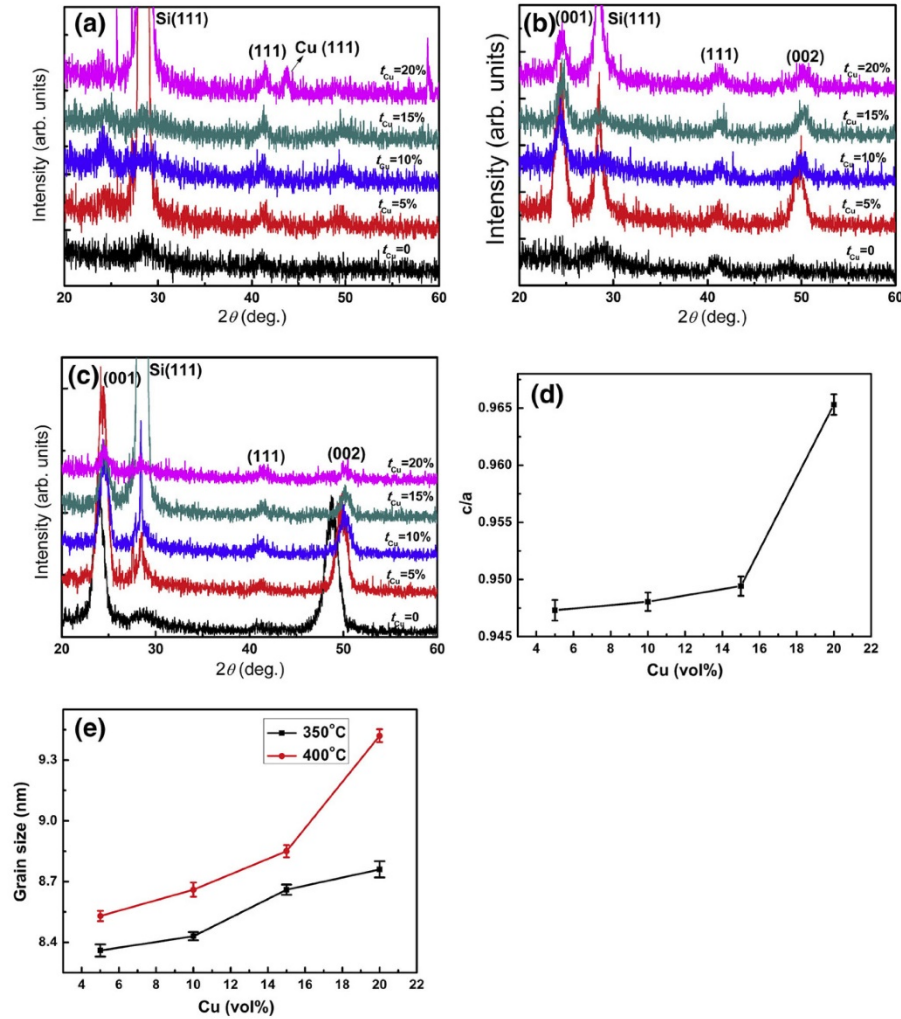 (a)
Si(111)
(111)
Cu (111)
t_Cu=20%
t_Cu=15%
t_Cu=10%
t_Cu=5%
t_Cu=0
Intensity (arb. units)
20 30 40 50 60
2θ (deg.)
(b)
(001)
Si(111)
(111)
(002)
t_Cu=20%
t_Cu=15%
t_Cu=10%
t_Cu=5%
t_Cu=0
Intensity (arb. units)
20 30 40 50 60
2θ (deg.)
(c)
(001)
Si(111)
(111)
(002)
t_Cu=20%
t_Cu=15%
t_Cu=10%
t_Cu=5%
t_Cu=0
Intensity (arb. units)
20 30 40 50 60
2θ (deg.)
(d)
0.965
0.960
0.955
0.950
0.945
c/a
4 6 8 10 12 14 16 18 20 22
Cu (vol%)
(e)
350°C
400°C
9.3
9.0
8.7
8.4
Grain size (nm)
4 6 8 10 12 14 16 18 20 22
Cu (vol%)